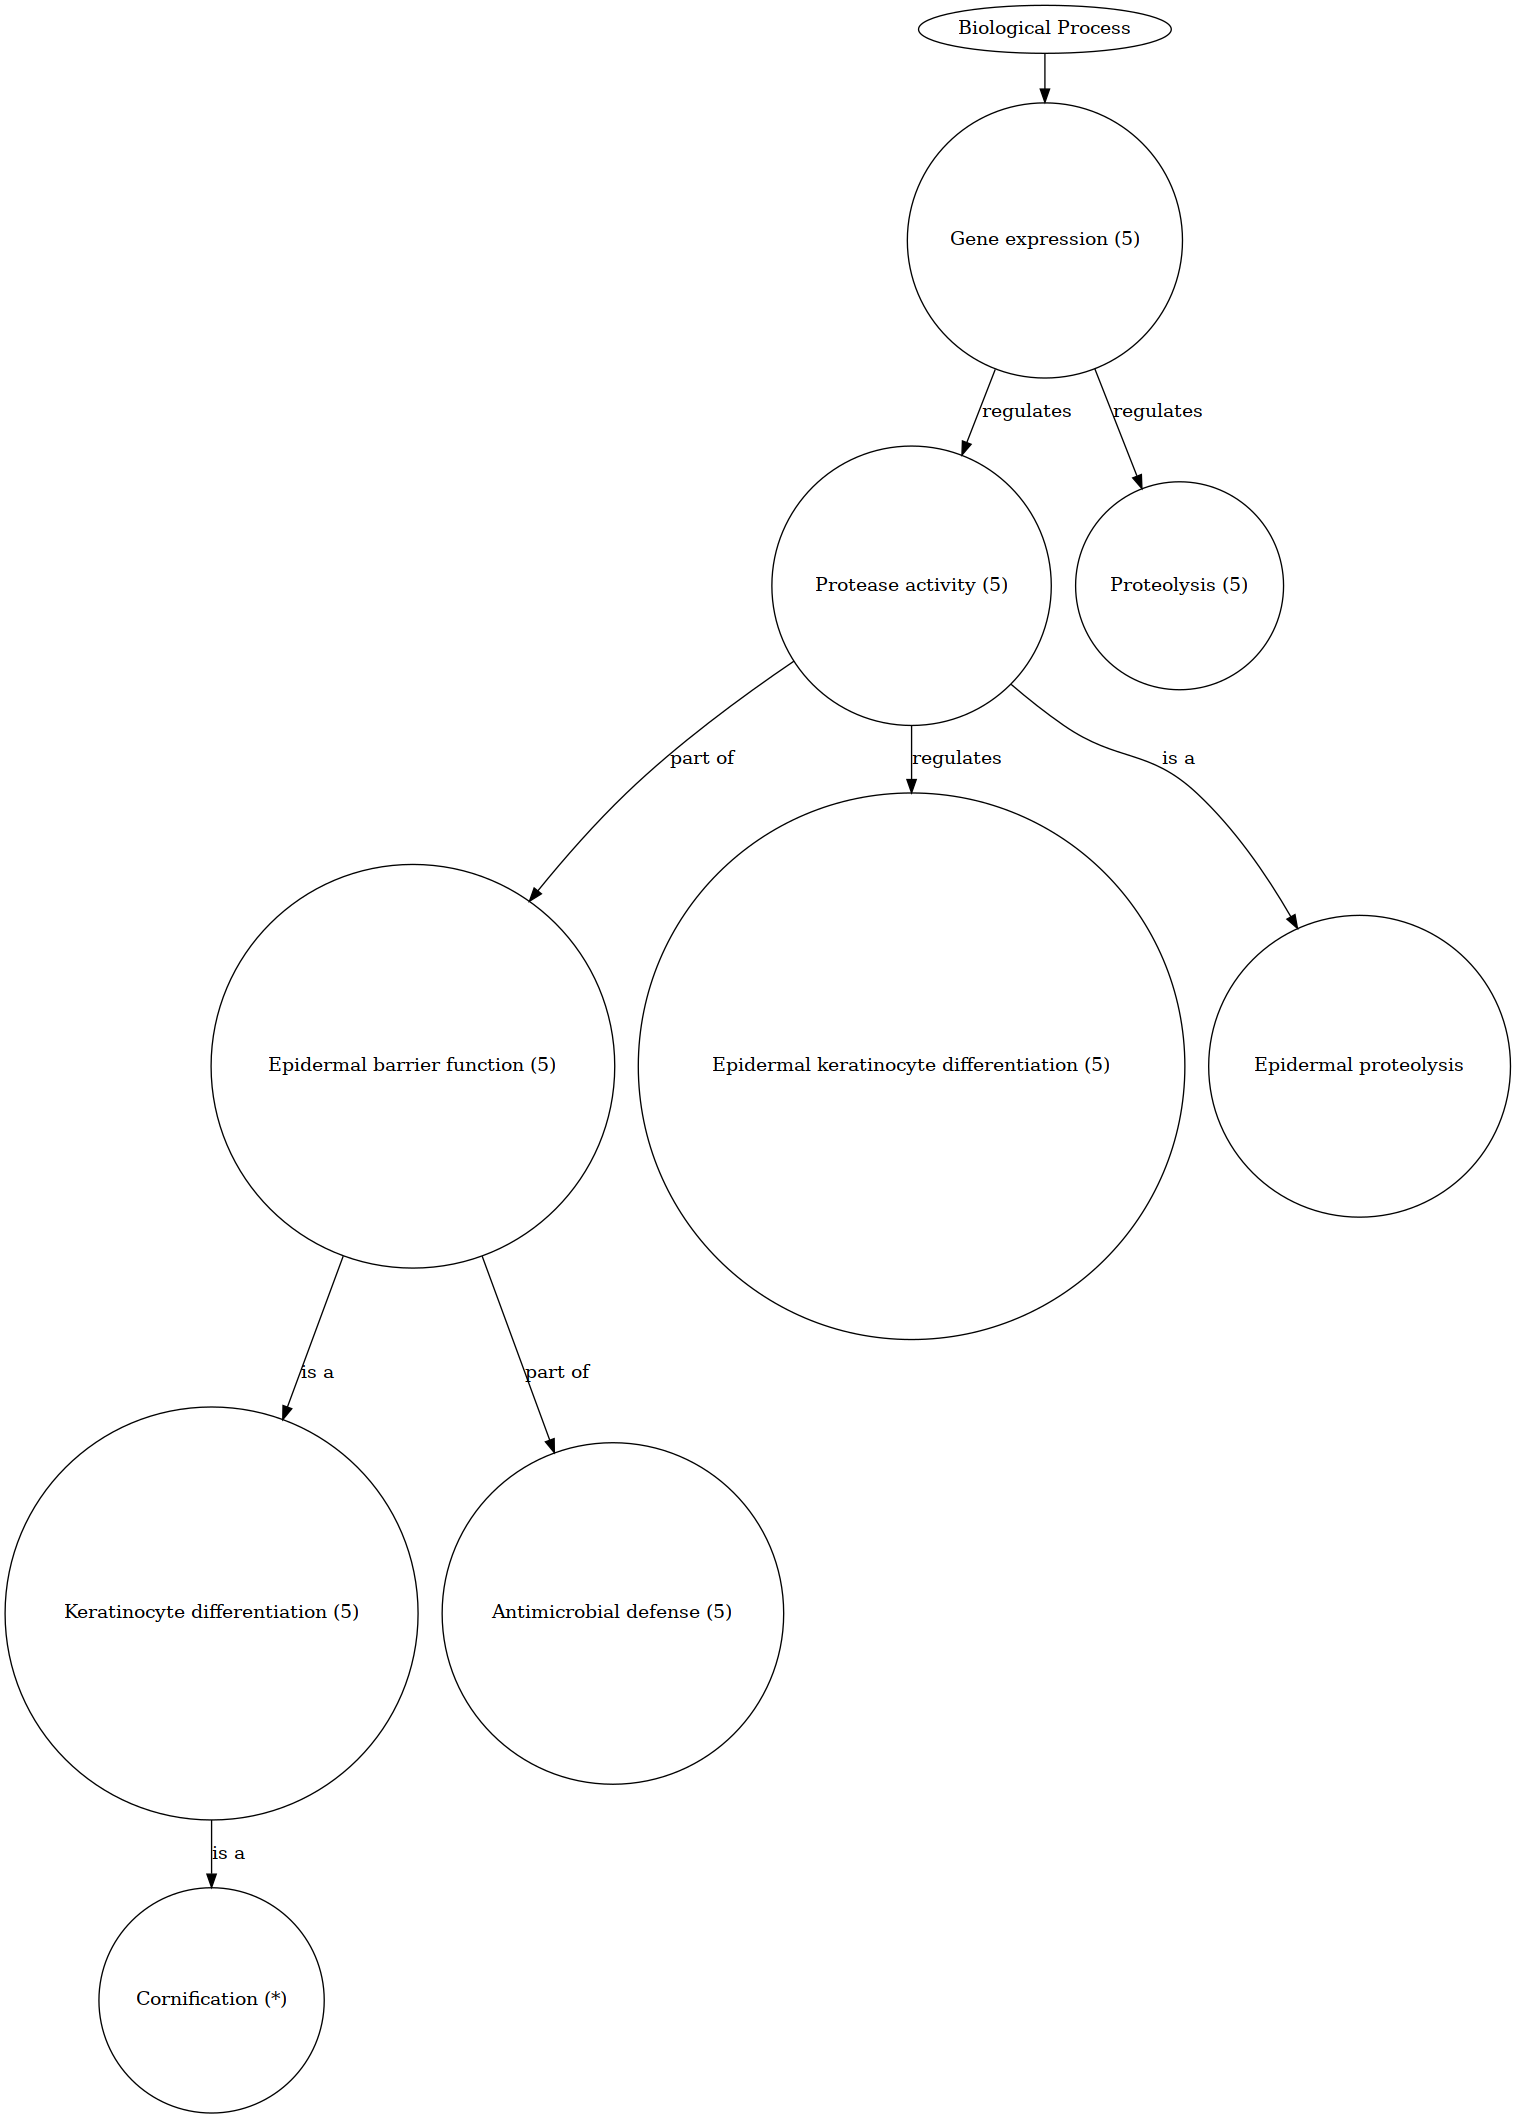 Biological Process
Gene expression (5)
regulates
regulates
Protease activity (5)
Proteolysis (5)
part of
regulates
is a
Epidermal barrier function (5)
Epidermal keratinocyte differentiation (5)
Epidermal proteolysis
is a
part of
Keratinocyte differentiation (5)
Antimicrobial defense (5)
is a
Cornification (*)